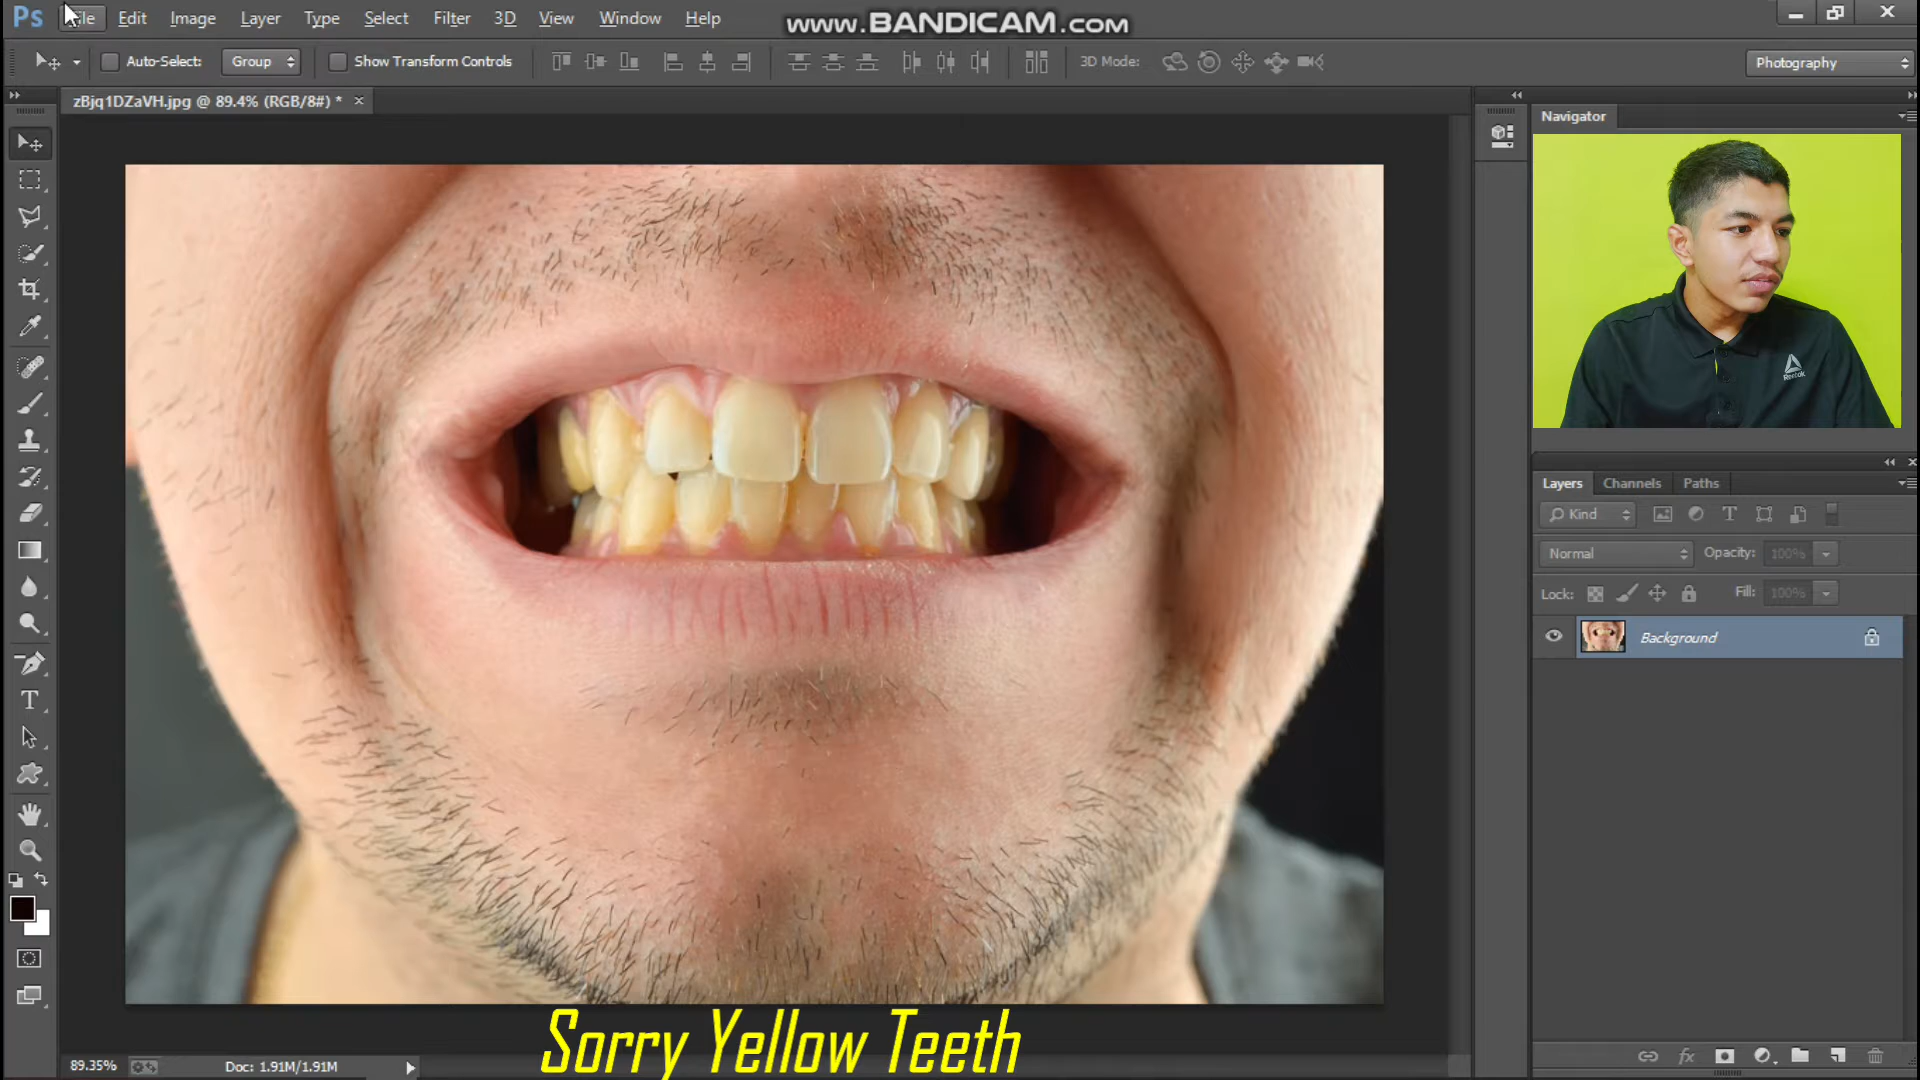 Ps File Edit Image Layer Type Select Filter 3D View Window Help
www.BANDICAM.com
Auto-Select: Group Show Transform Controls 3D Mode: Photography
zBjq1DZaVH.jpg @ 89.4% (RGB/8#) * ×
Navigator
Reebok
Layers Channels Paths
Kind
Normal Opacity: 100%
Lock: Fill: 100%
Background
Sorry Yellow Teeth
89.35% Doc: 1.91M/1.91M